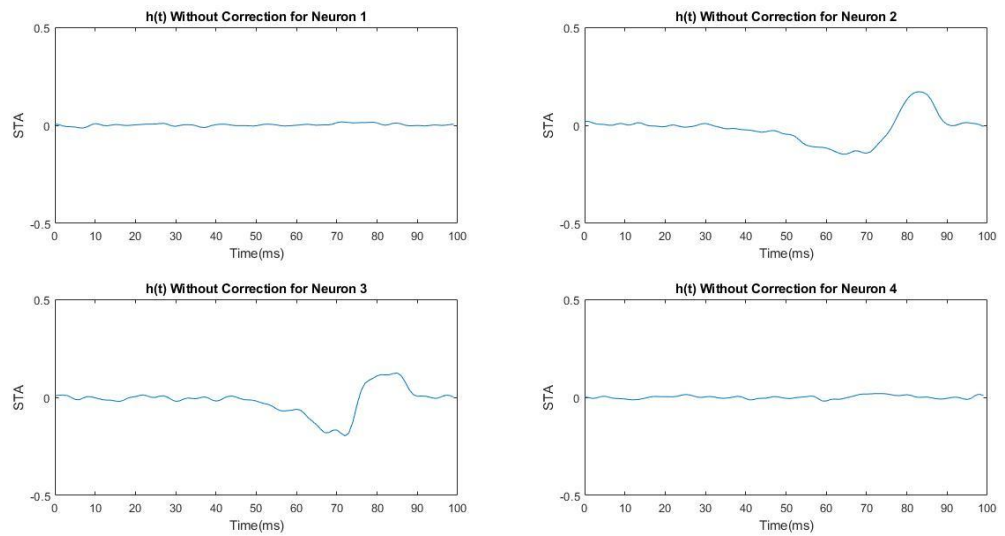 h(t) Without Correction for Neuron 1
0.5
0
-0.5
STA
0 10 20 30 40 50 60 70 80 90 100
Time(ms)
h(t) Without Correction for Neuron 2
0.5
0
-0.5
STA
0 10 20 30 40 50 60 70 80 90 100
Time(ms)
h(t) Without Correction for Neuron 3
0.5
0
-0.5
STA
0 10 20 30 40 50 60 70 80 90 100
Time(ms)
h(t) Without Correction for Neuron 4
0.5
0
-0.5
STA
0 10 20 30 40 50 60 70 80 90 100
Time(ms)